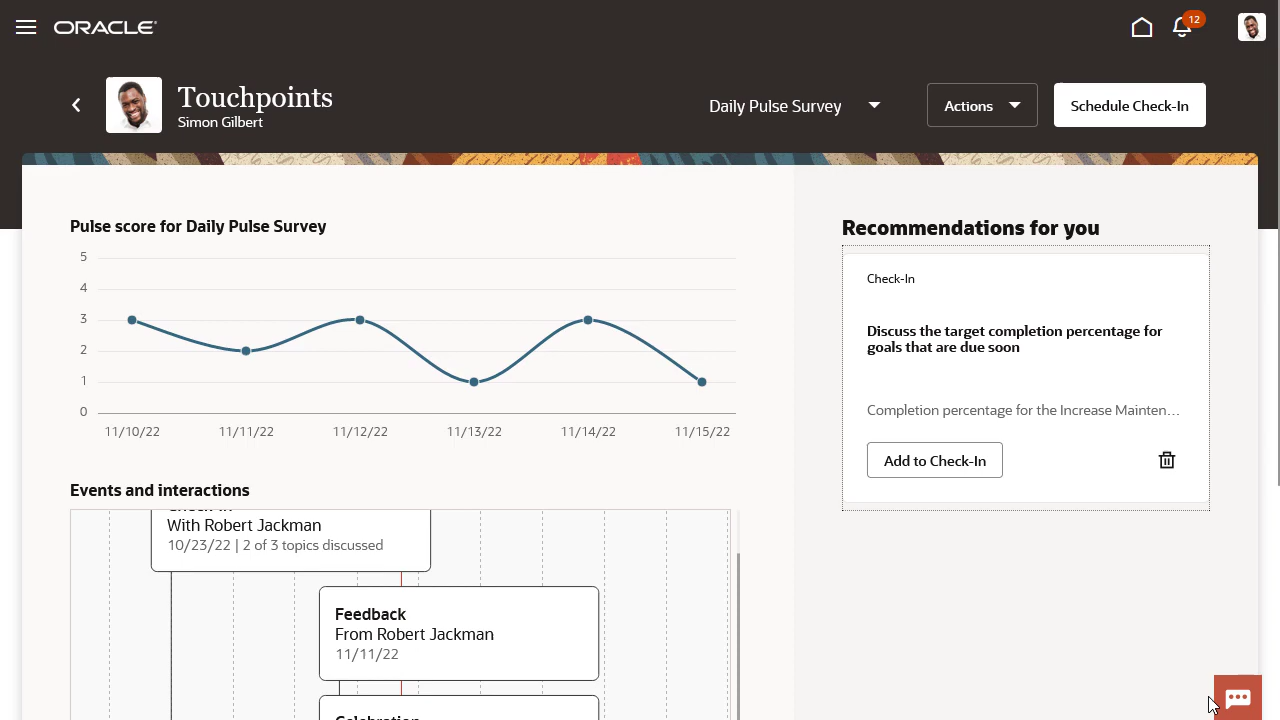 ORACLE
12
Touchpoints
Simon Gilbert
Daily Pulse Survey
Actions
Schedule Check-In
Pulse score for Daily Pulse Survey
5
4
3
2
1
0
11/10/22
11/11/22
11/12/22
11/13/22
11/14/22
11/15/22
Events and interactions
Check-In
With Robert Jackman
10/23/22 | 2 of 3 topics discussed
Feedback
From Robert Jackman
11/11/22
Celebration
Recommendations for you
Check-In
Discuss the target completion percentage for
goals that are due soon
Completion percentage for the Increase Mainten...
Add to Check-In